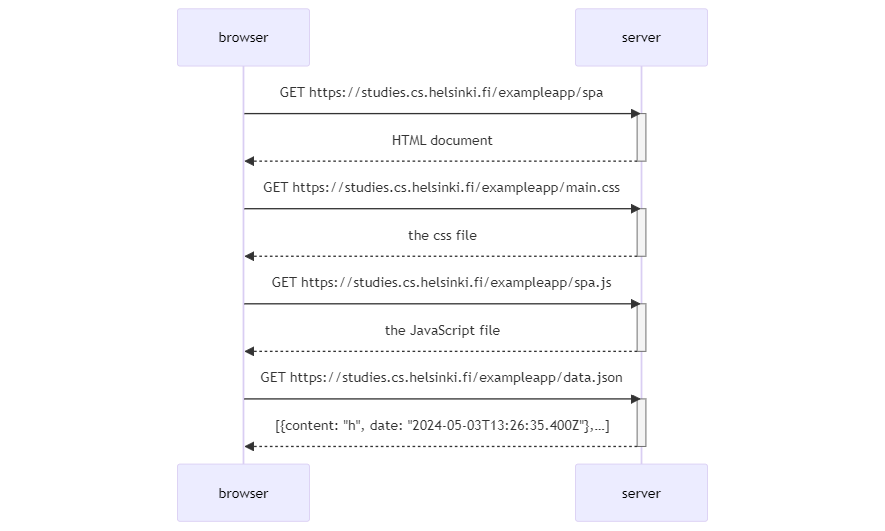 browser
server
GET https://studies.cs.helsinki.fi/exampleapp/spa
HTML document
GET https://studies.cs.helsinki.fi/exampleapp/main.css
the css file
GET https://studies.cs.helsinki.fi/exampleapp/spa.js
the JavaScript file
GET https://studies.cs.helsinki.fi/exampleapp/data.json
[{content: "h", date: "2024-05-03T13:26:35.400Z"},...]
browser
server